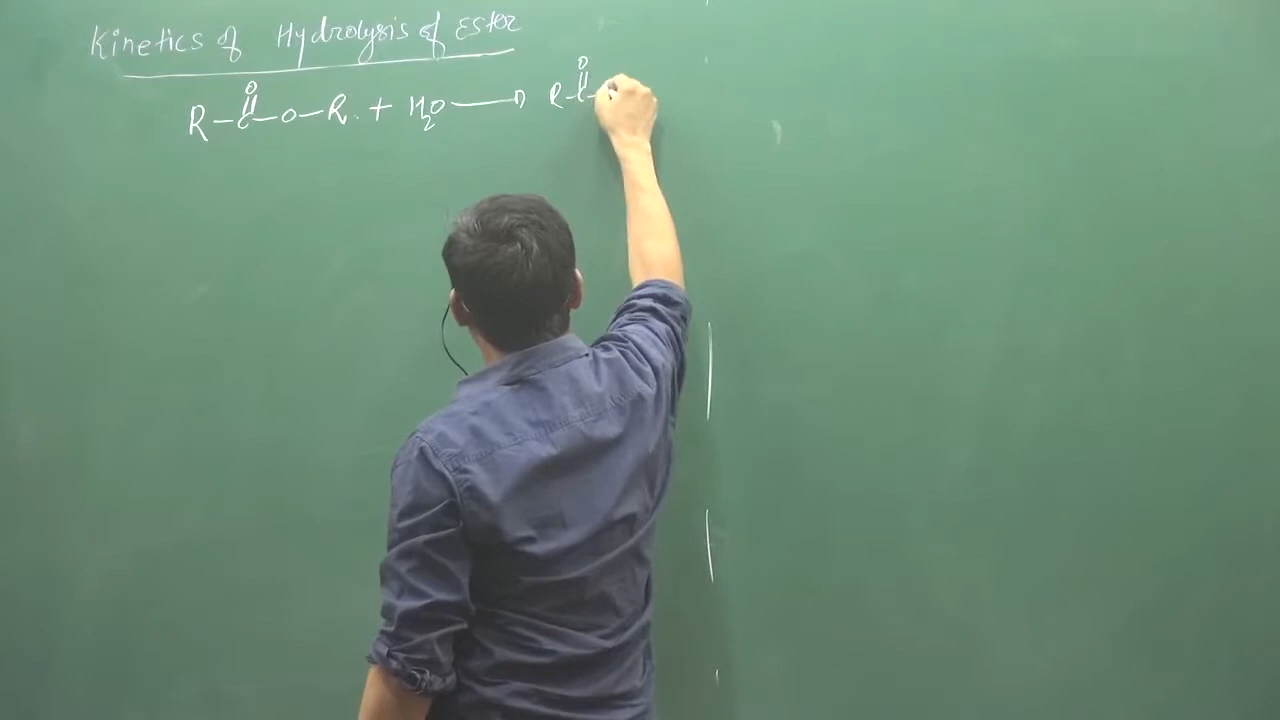 Kinetics of Hydrolysis of Ester
R-C(=O)-O-R + H₂O → R-C(=O)-